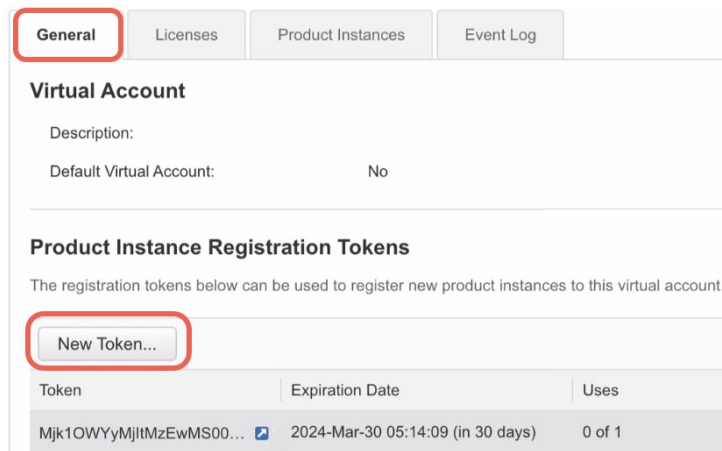 General Licenses Product Instances Event Log
Virtual Account
Description:
Default Virtual Account: No
Product Instance Registration Tokens
The registration tokens below can be used to register new product instances to this virtual account
New Token...
Token Expiration Date Uses
Mjk1OWYyMjltMzEwMS00... 2024-Mar-30 05:14:09 (in 30 days) 0 of 1